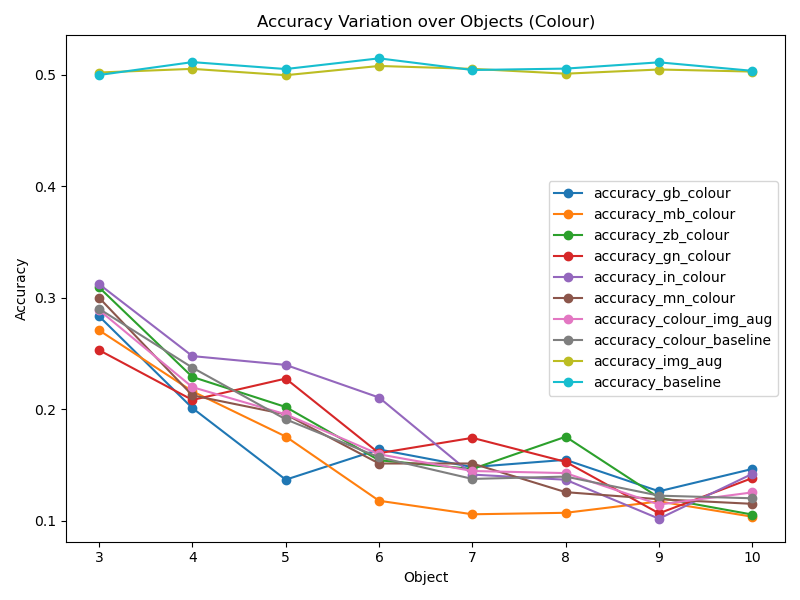 Accuracy Variation over Objects (Colour)
0.5
0.4
0.3
0.2
0.1
Accuracy
accuracy_gb_colour
accuracy_mb_colour
accuracy_zb_colour
accuracy_gn_colour
accuracy_in_colour
accuracy_mn_colour
accuracy_colour_img_aug
accuracy_colour_baseline
accuracy_img_aug
accuracy_baseline
3 4 5 6 7 8 9 10
Object